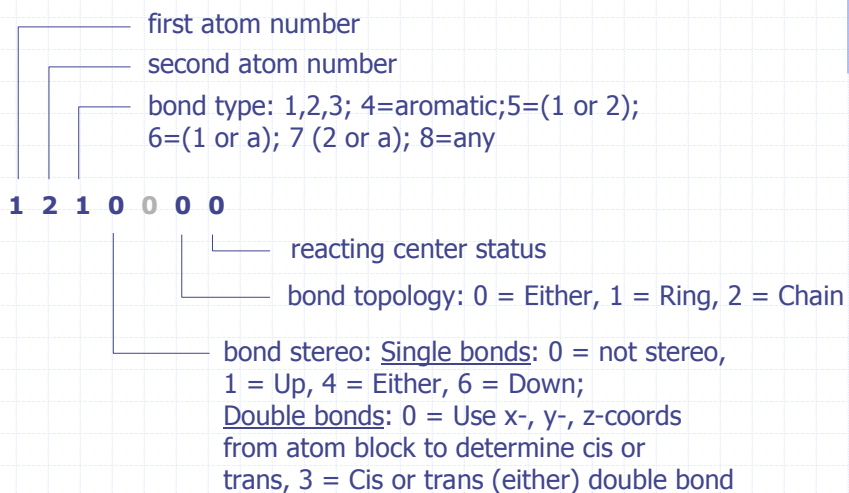 first atom number
second atom number
bond type: 1,2,3; 4=aromatic;5=(1 or 2);
6=(1 or a); 7 (2 or a); 8=any
1 2 1 0 0 0 0
reacting center status
bond topology: 0 = Either, 1 = Ring, 2 = Chain
bond stereo: Single bonds: 0 = not stereo,
1 = Up, 4 = Either, 6 = Down;
Double bonds: 0 = Use x-, y-, z-coords
from atom block to determine cis or
trans, 3 = Cis or trans (either) double bond